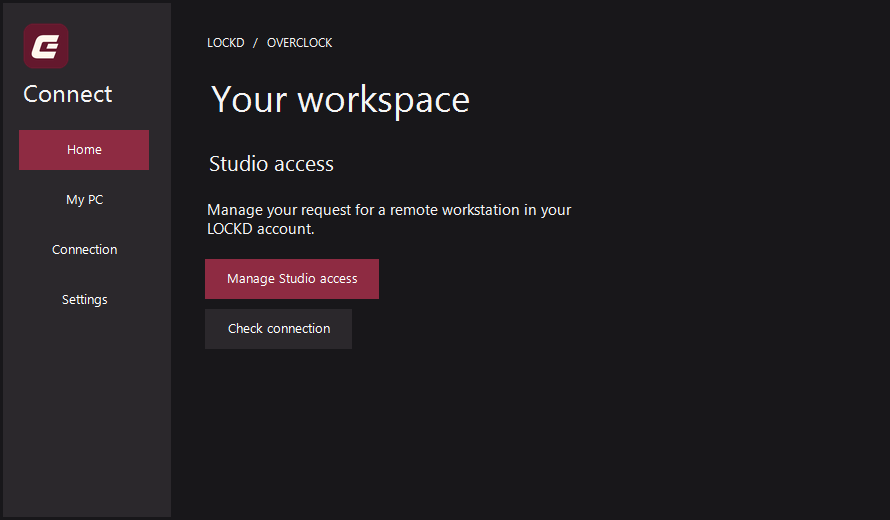 Connect
Home
My PC
Connection
Settings
LOCKD / OVERCLOCK
Your workspace
Studio access
Manage your request for a remote workstation in your
LOCKD account.
Manage Studio access
Check connection